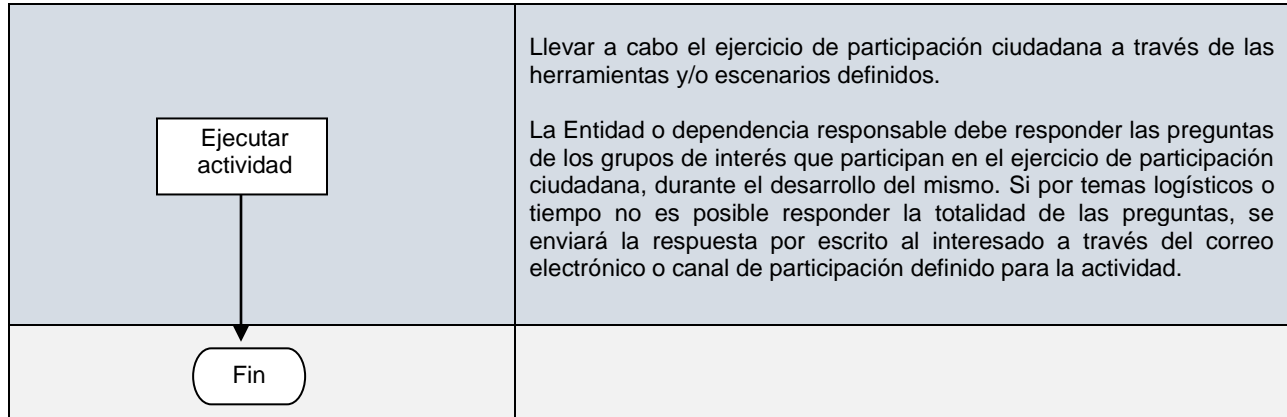 Ejecutar
actividad
Llevar a cabo el ejercicio de participación ciudadana a través de las
herramientas y/o escenarios definidos.
La Entidad o dependencia responsable debe responder las preguntas
de los grupos de interés que participan en el ejercicio de participación
ciudadana, durante el desarrollo del mismo. Si por temas logísticos o
tiempo no es posible responder la totalidad de las preguntas, se
enviará la respuesta por escrito al interesado a través del correo
electrónico o canal de participación definido para la actividad.
Fin